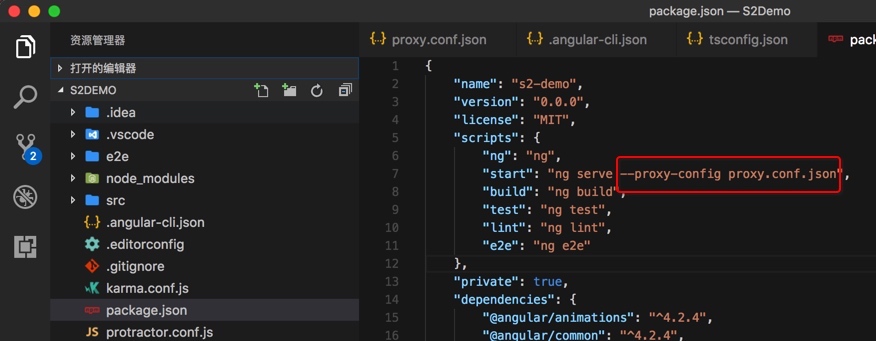 package.json — S2Demo
资源管理器
打开的编辑器
S2DEMO
.idea
.vscode
e2e
node_modules
src
.angular-cli.json
.editorconfig
.gitignore
karma.conf.js
package.json
JS protractor.conf.js
2
{..} proxy.conf.json
{..} .angular-cli.json
{..} tsconfig.json
npm pac
1 {
2 "name": "s2-demo",
3 "version": "0.0.0",
4 "license": "MIT",
5 "scripts": {
6 "ng": "ng",
7 "start": "ng serve --proxy-config proxy.conf.json",
8 "build": "ng build",
9 "test": "ng test",
10 "lint": "ng lint",
11 "e2e": "ng e2e"
12 },
13 "private": true,
14 "dependencies": {
15 "@angular/animations": "^4.2.4",
16 "@angular/common": "^4.2.4",